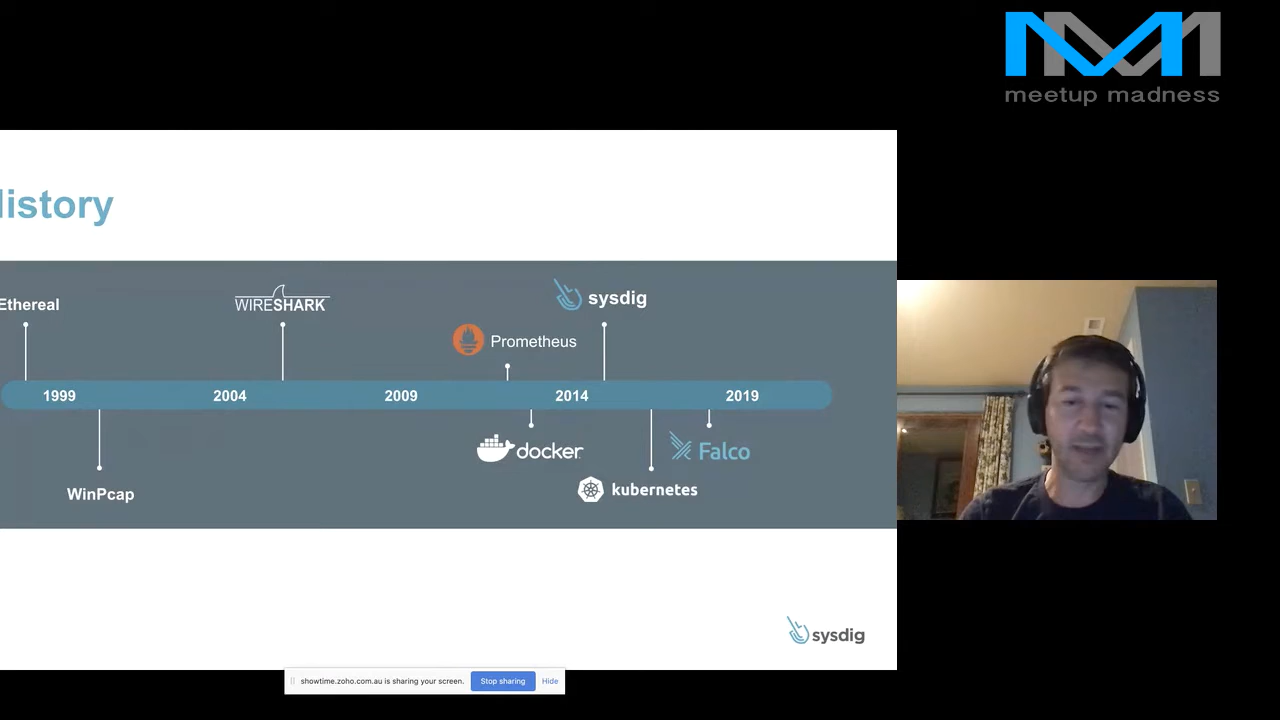 meetup madness
istory
Ethereal
WIRESHARK
sysdig
Prometheus
1999 2004 2009 2014 2019
docker
Falco
WinPcap
kubernetes
sysdig
showtime.zoho.com.au is sharing your screen. Stop sharing Hide